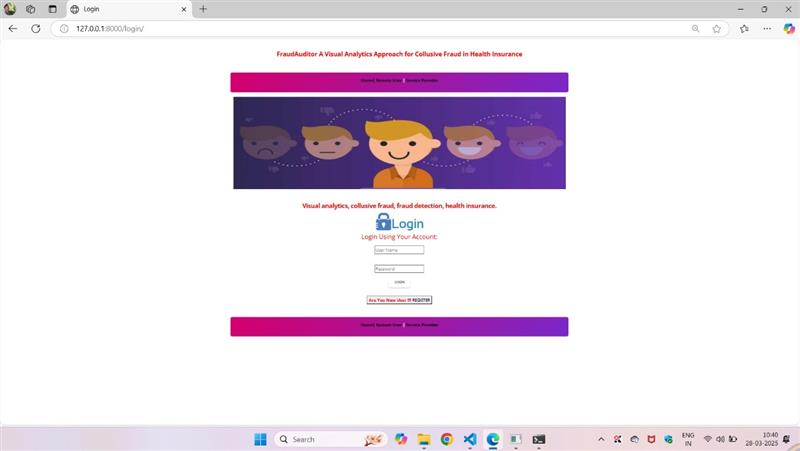 Login
127.0.0.1:8000/login/
FraudAuditor A Visual Analytics Approach for Collusive Fraud in Health Insurance
Home| Remote User | Service Provider
Visual analytics, collusive fraud, fraud detection, health insurance.
Login
Login Using Your Account:
User Name
Password
LOGIN
Are You New User !!! REGISTER
Home| Remote User | Service Provider
Search
ENG
IN
10:40
28-03-2025